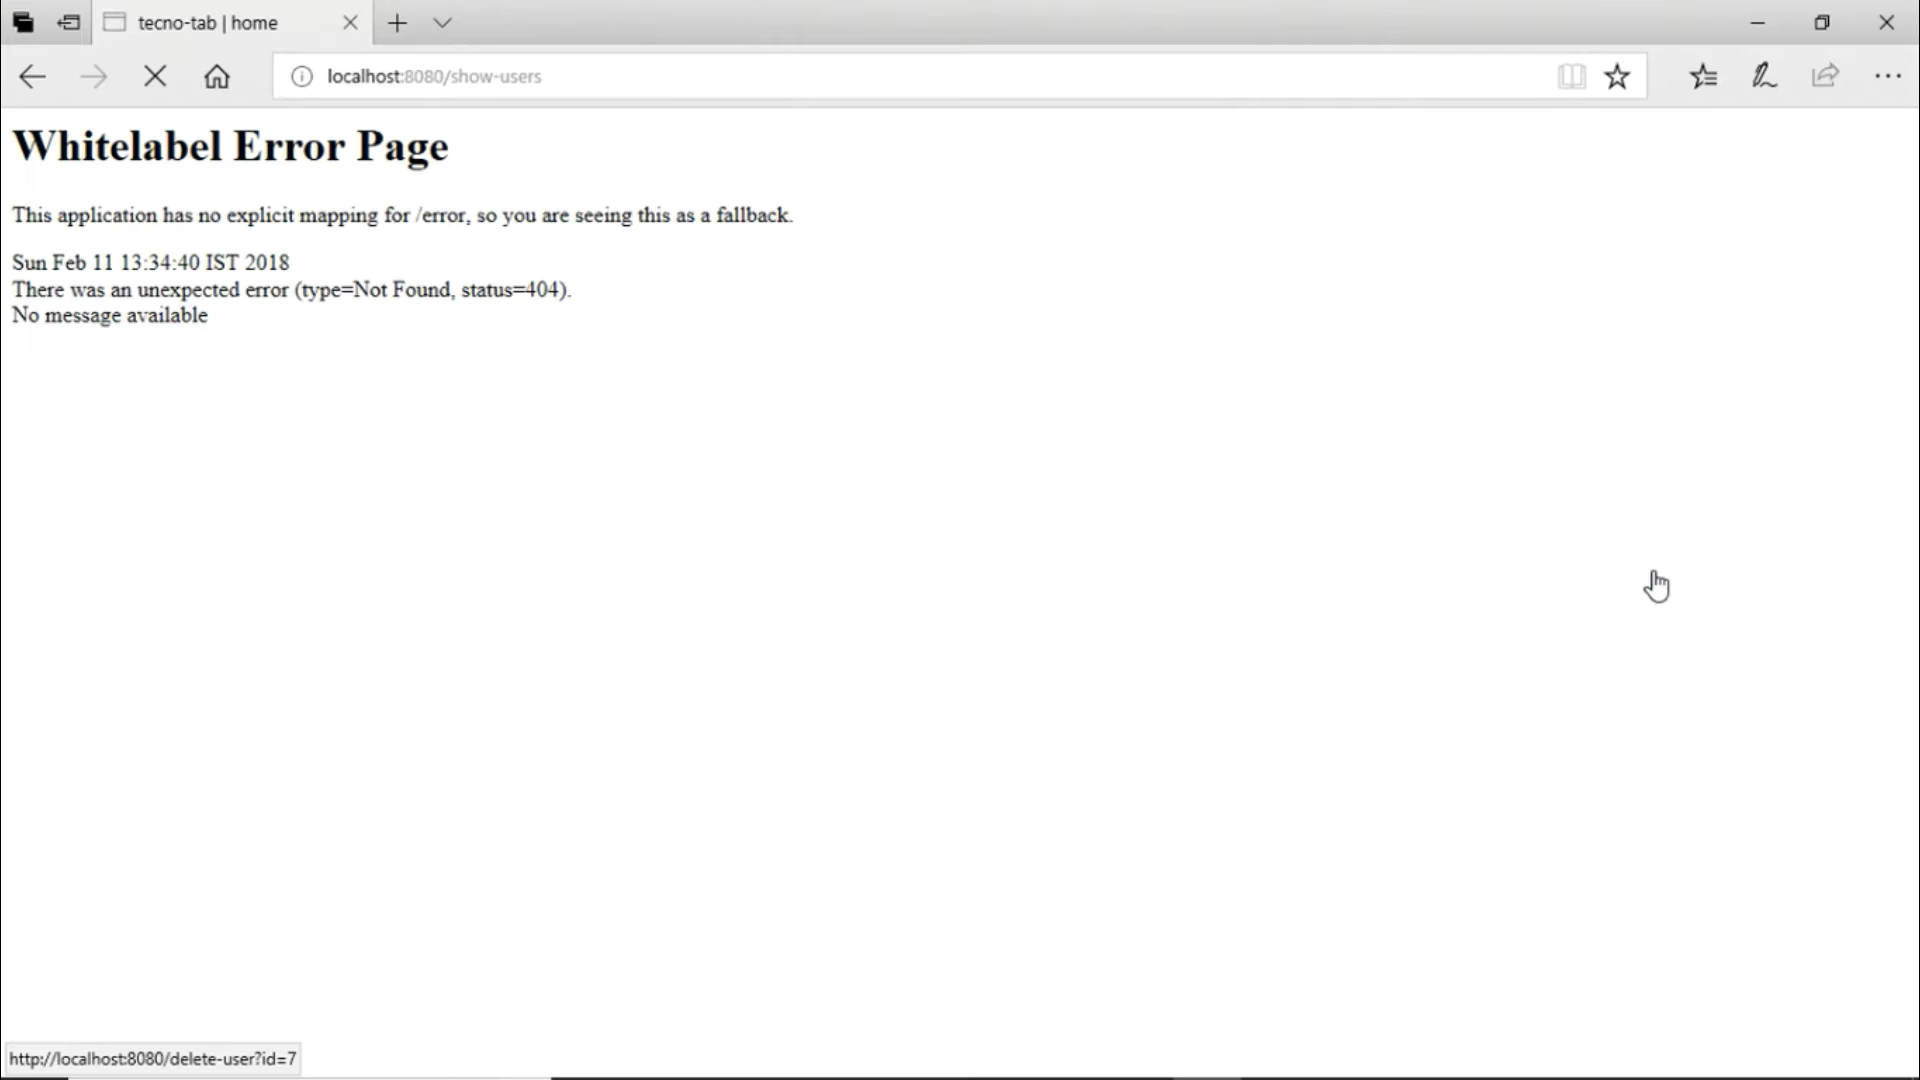 tecno-tab | home
localhost:8080/show-users
Whitelabel Error Page
This application has no explicit mapping for /error, so you are seeing this as a fallback.
Sun Feb 11 13:34:40 IST 2018
There was an unexpected error (type=Not Found, status=404).
No message available
http://localhost:8080/delete-user?id=7